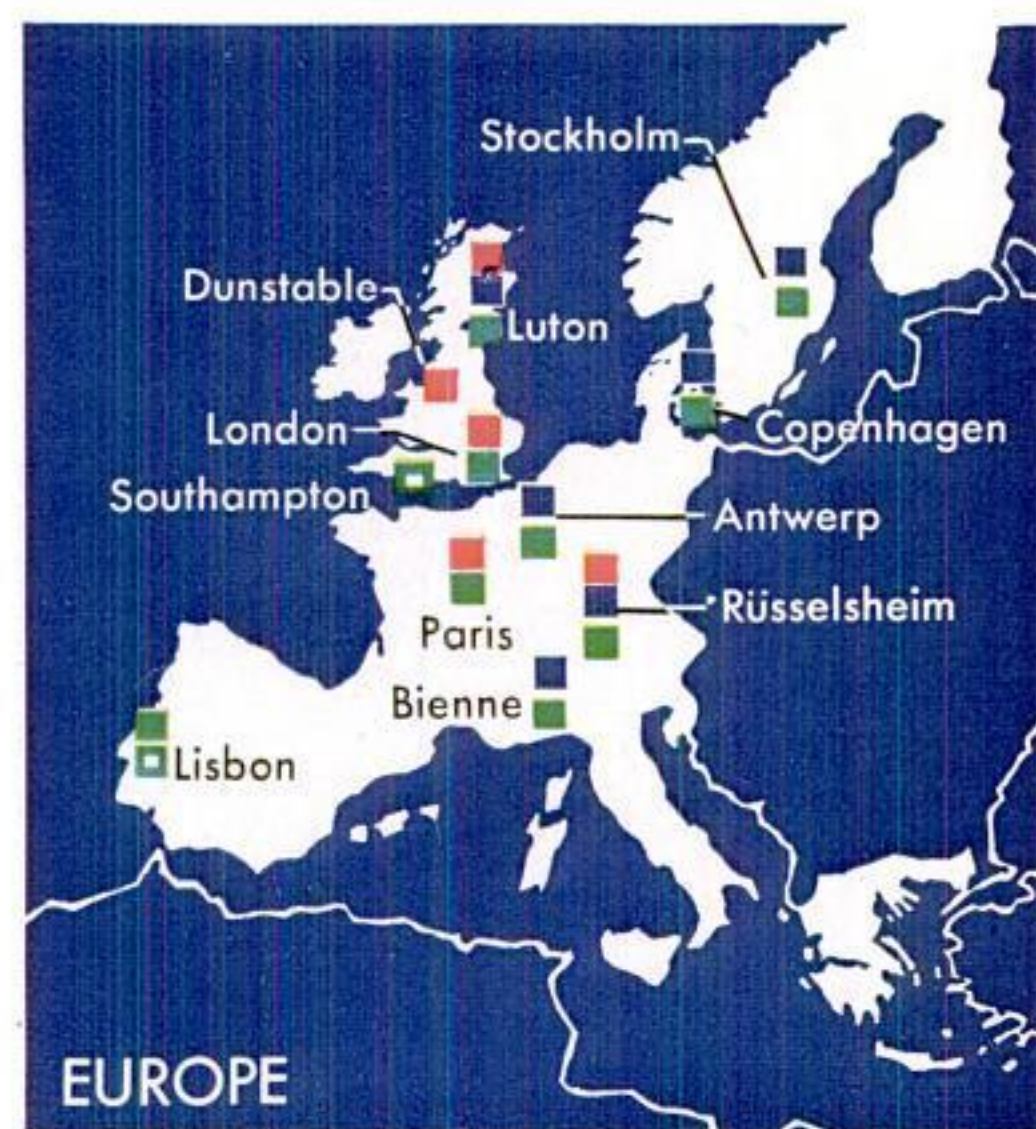 Stockholm
Dunstable
Luton
London
Copenhagen
Southampton
Antwerp
Rüsselsheim
Paris
Bienne
Lisbon
EUROPE